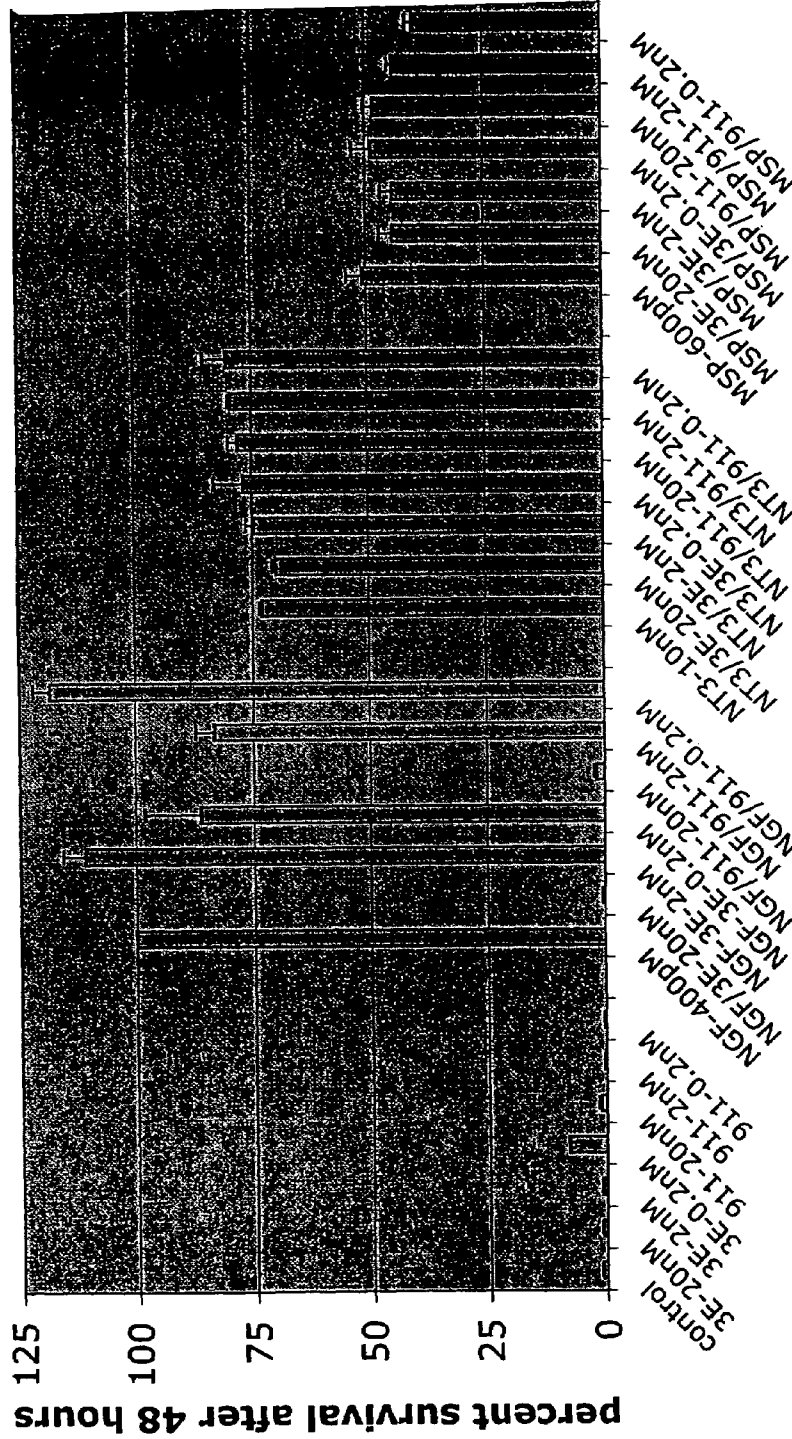 percent survival after 48 hours
125
100
75
50
25
0
control
3E-20nM
3E-2nM
3E-0.2nM
911-20nM
911-2nM
911-0.2nM
NGF-400pM
NGF/3E-20nM
NGF-3E-2nM
NGF-3E-0.2nM
NGF/911-20nM
NGF/911-2nM
NGF/911-0.2nM
NT3-10nM
NT3/3E-20nM
NT3/3E-2nM
NT3/3E-0.2nM
NT3/911-20nM
NT3/911-2nM
NT3/911-0.2nM
MSP-600pM
MSP/3E-20nM
MSP/3E-2nM
MSP/3E-0.2nM
MSP/911-20nM
MSP/911-2nM
MSP/911-0.2nM